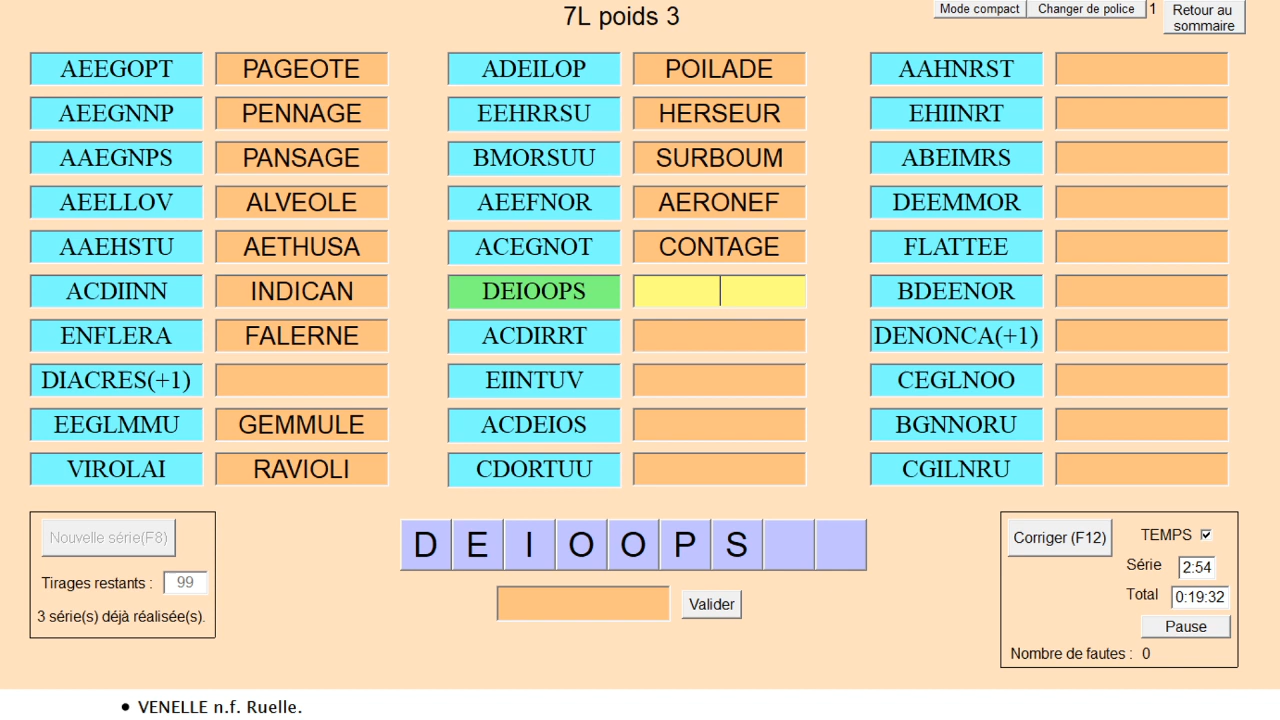 7L poids 3
Mode compact Changer de police 1 Retour au
sommaire
AEEGOPT PAGEOTE ADEILOP POILADE AAHNRST
AEEGNNP PENNAGE EEHRRSU HERSEUR EHIINRT
AAEGNPS PANSAGE BMORSUU SURBOUM ABEIMRS
AEELLOV ALVEOLE AEEFNOR AERONEF DEEMMOR
AAEHSTU AETHUSA ACEGNOT CONTAGE FLATTEE
ACDIINN INDICAN DEIOOPS BDEENOR
ENFLERA FALERNE ACDIRRT DENONCA(+1)
DIACRES(+1) EIINTUV CEGLNOO
EEGLMMU GEMMULE ACDEIOS BGNNORU
VIROLAI RAVIOLI CDORTUU CGILNRU
Nouvelle série(F8)
Tirages restants : 99
3 série(s) déjà réalisée(s).
D E I O O P S
Valider
Corriger (F12) TEMPS
Série 2:54
Total 0:19:32
Pause
Nombre de fautes : 0
• VENELLE n.f. Ruelle.